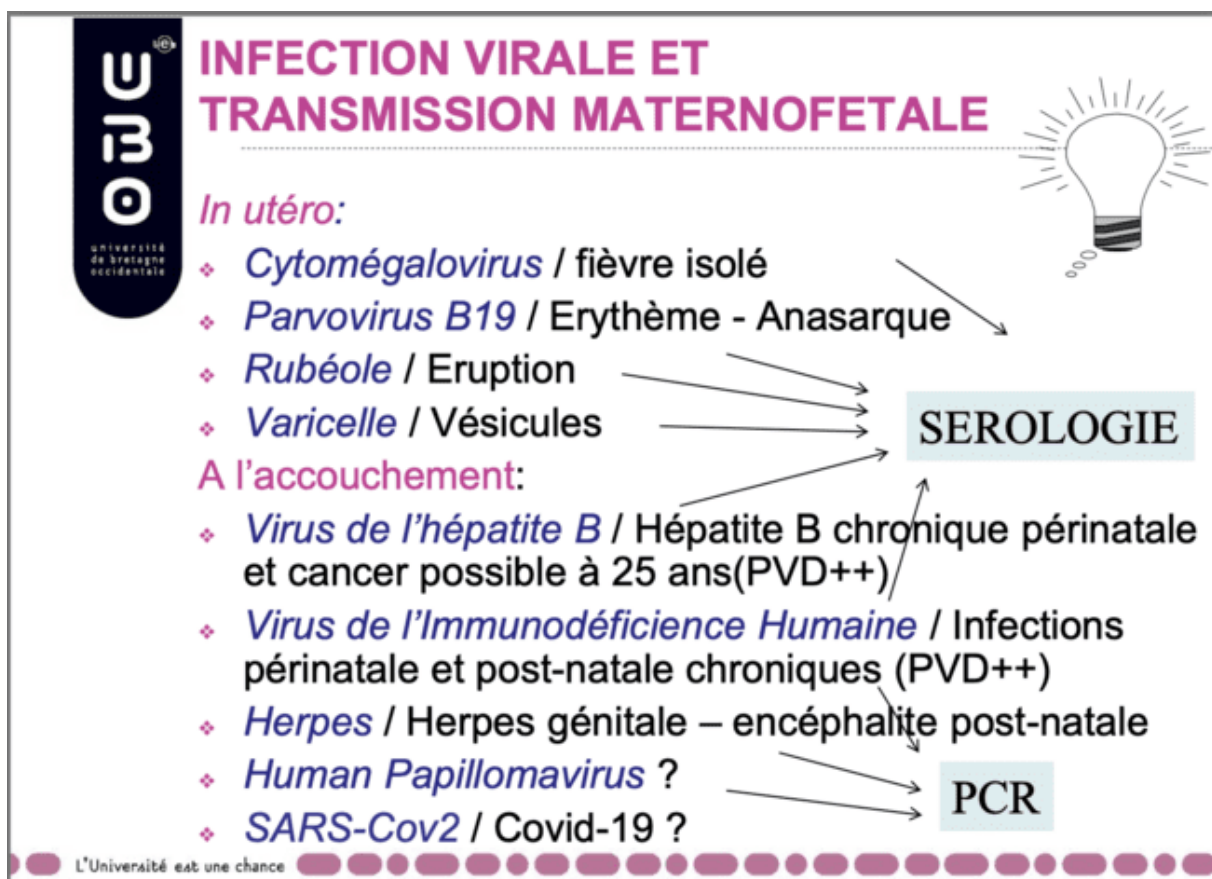 UBO
ue
université
de bretagne
occidentale
INFECTION VIRALE ET
TRANSMISSION MATERNOFETALE
In utéro:
❖ Cytomégalovirus / fièvre isolé
❖ Parvovirus B19 / Erythème - Anasarque
❖ Rubéole / Eruption
❖ Varicelle / Vésicules
SEROLOGIE
A l'accouchement:
❖ Virus de l'hépatite B / Hépatite B chronique périnatale
et cancer possible à 25 ans(PVD++)
❖ Virus de l'Immunodéficience Humaine / Infections
périnatale et post-natale chroniques (PVD++)
❖ Herpes / Herpes génitale – encéphalite post-natale
❖ Human Papillomavirus ?
PCR
❖ SARS-Cov2 / Covid-19 ?
L'Université est une chance